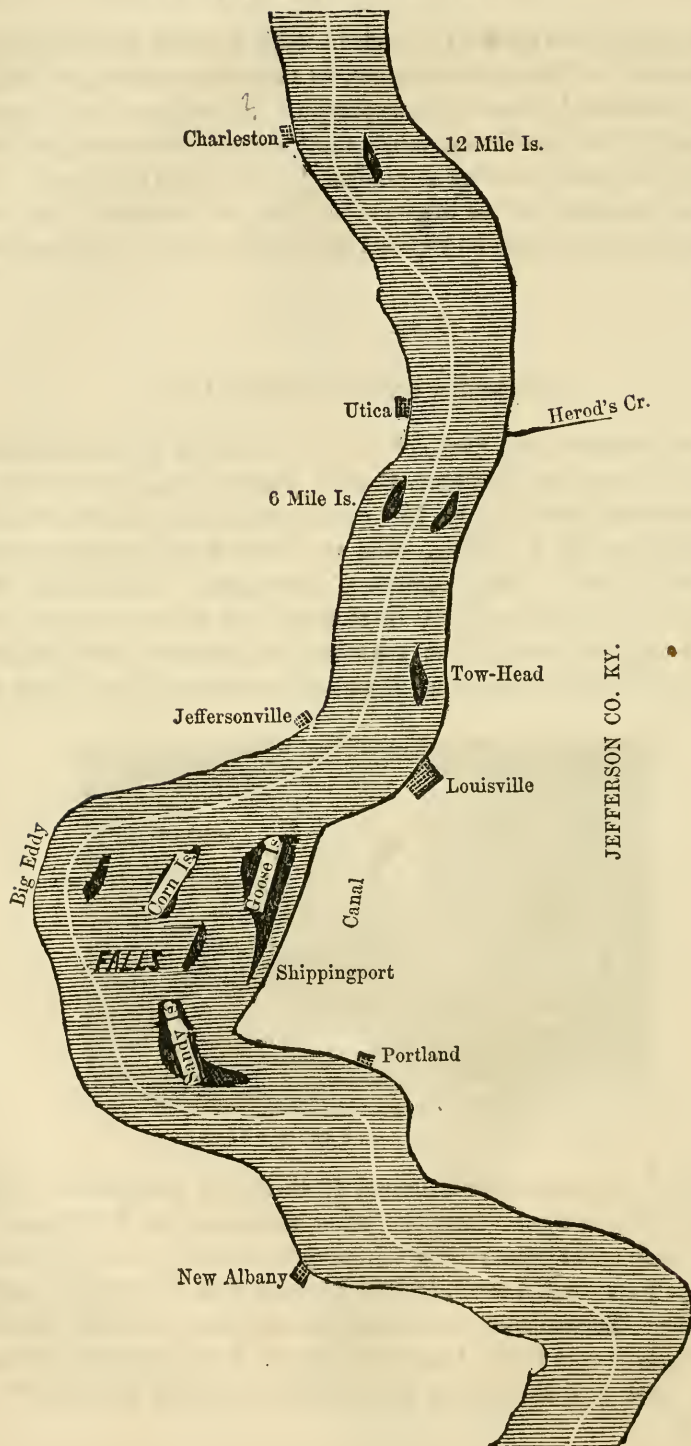 ?
Charleston
12 Mile Is.
Utica
Herod's Cr.
6 Mile Is.
Tow-Head
JEFFERSON CO. KY.
Jeffersonville
Louisville
Big Eddy
Corn Is.
Goose Is.
Canal
FALLS
Shippingport
Sandy Is.
Portland
New Albany